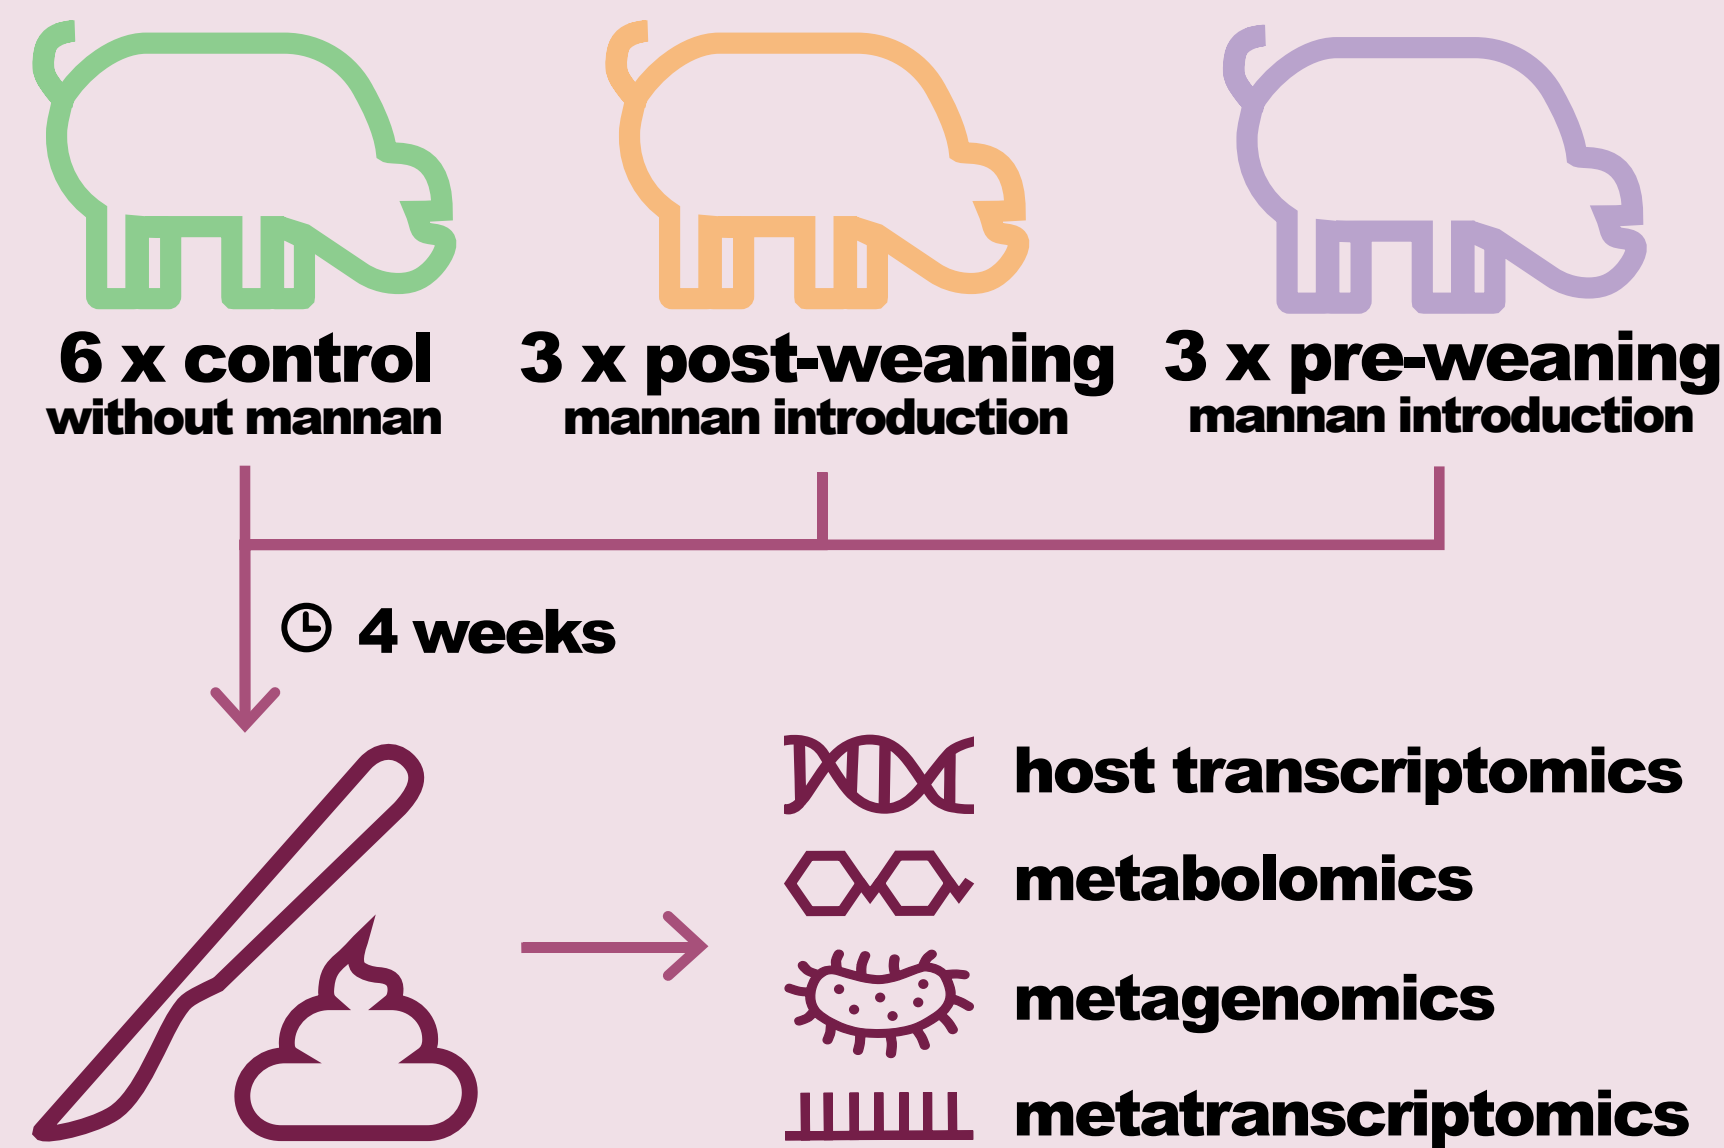 6 x control
without mannan
3 x post-weaning
mannan introduction
3 x pre-weaning
mannan introduction
4 weeks
host transcriptomics
metabolomics
metagenomics
metatranscriptomics